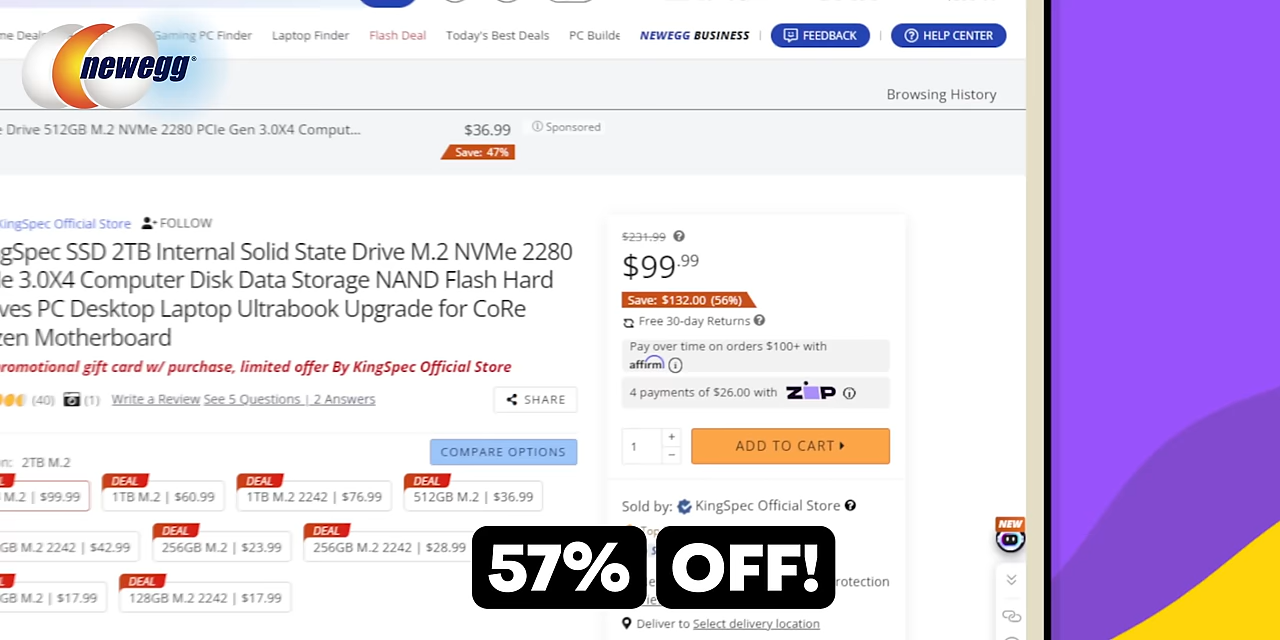 Gaming PC Finder Laptop Finder Flash Deal Today's Best Deals PC Builde NEWEGG BUSINESS FEEDBACK HELP CENTER
newegg
Browsing History
Drive 512GB M.2 NVMe 2280 PCIe Gen 3.0X4 Comput... $36.99 Sponsored
Save: 47%
KingSpec Official Store FOLLOW
gSpec SSD 2TB Internal Solid State Drive M.2 NVMe 2280
e 3.0X4 Computer Disk Data Storage NAND Flash Hard
ves PC Desktop Laptop Ultrabook Upgrade for CoRe
zen Motherboard
romotional gift card w/ purchase, limited offer By KingSpec Official Store
(40) (1) Write a Review See 5 Questions | 2 Answers SHARE
COMPARE OPTIONS
n: 2TB M.2
DEAL DEAL DEAL
M.2 | $99.99 1TB M.2 | $60.99 1TB M.2 2242 | $76.99 512GB M.2 | $36.99
DEAL DEAL
GB M.2 2242 | $42.99 256GB M.2 | $23.99 256GB M.2 2242 | $28.99
DEAL
GB M.2 | $17.99 128GB M.2 2242 | $17.99
$231.99
$99.99
Save: $132.00 (56%)
Free 30-day Returns
Pay over time on orders $100+ with
affirm
4 payments of $26.00 with ZIP
1 + -
ADD TO CART
Sold by: KingSpec Official Store
Top
rotection
Deliver to Select delivery location
NEW
57% OFF!